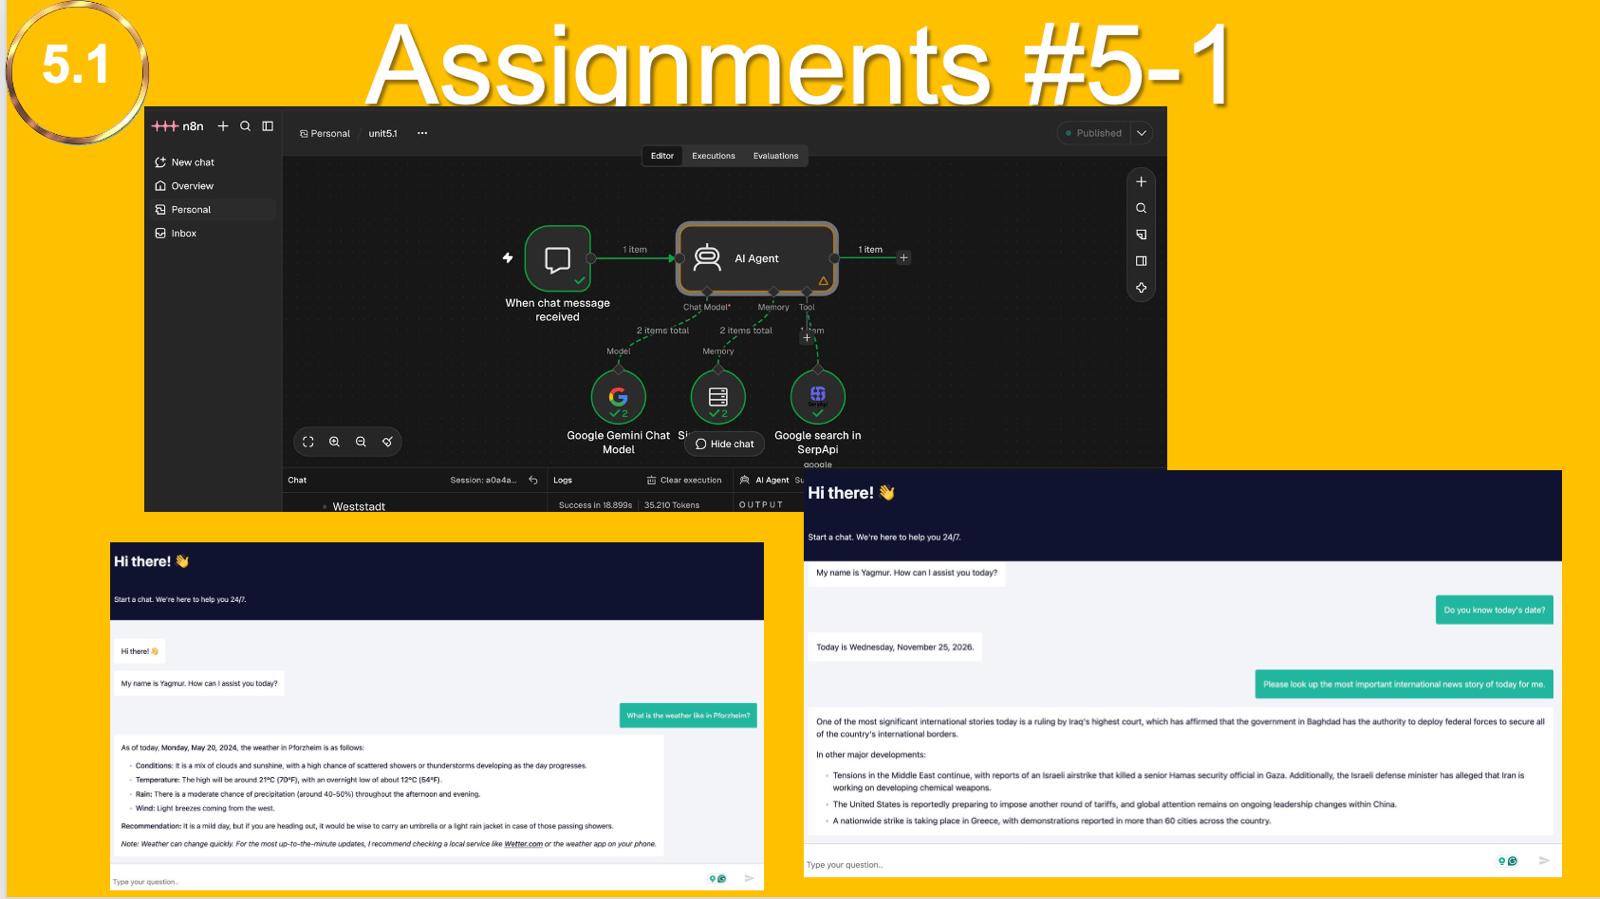 5.1
Assignments #5-1
n8n
Personal / unit5.1 ...
Published
New chat
Overview
Personal
Inbox
Editor Executions Evaluations
1 item
AI Agent
1 item
When chat message
received
Chat Model* Memory Tool
2 items total 2 items total
Model Memory
2 2
Google Gemini Chat
Model
Hide chat
Google search in
SerpApi
google
Chat Session: a0a4a... Logs Clear execution AI Agent
Weststadt Success in 18.899s 35.210 Tokens OUTPUT
Hi there! 👋
Start a chat. We're here to help you 24/7.
My name is Yagmur. How can I assist you today?
Do you know today's date?
Today is Wednesday, November 25, 2026.
Please look up the most important international news story of today for me.
One of the most significant international stories today is a ruling by Iraq's highest court, which has affirmed that the government in Baghdad has the authority to deploy federal forces to secure all
of the country's international borders.
In other major developments:
Tensions in the Middle East continue, with reports of an Israeli airstrike that killed a senior Hamas security official in Gaza. Additionally, the Israeli defense minister has alleged that Iran is
working on developing chemical weapons.
The United States is reportedly preparing to impose another round of tariffs, and global attention remains on ongoing leadership changes within China.
A nationwide strike is taking place in Greece, with demonstrations reported in more than 60 cities across the country.
Type your question..
Hi there! 👋
Start a chat. We're here to help you 24/7.
Hi there! 👋
My name is Yagmur. How can I assist you today?
What is the weather like in Pforzheim?
As of today, Monday, May 20, 2024, the weather in Pforzheim is as follows:
Conditions: It is a mix of clouds and sunshine, with a high chance of scattered showers or thunderstorms developing as the day progresses.
Temperature: The high will be around 21°C (70°F), with an overnight low of about 12°C (54°F).
Rain: There is a moderate chance of precipitation (around 40-50%) throughout the afternoon and evening.
Wind: Light breezes coming from the west.
Recommendation: It is a mild day, but if you are heading out, it would be wise to carry an umbrella or a light rain jacket in case of those passing showers.
Note: Weather can change quickly. For the most up-to-the-minute updates, I recommend checking a local service like Wetter.com or the weather app on your phone.
Type your question..